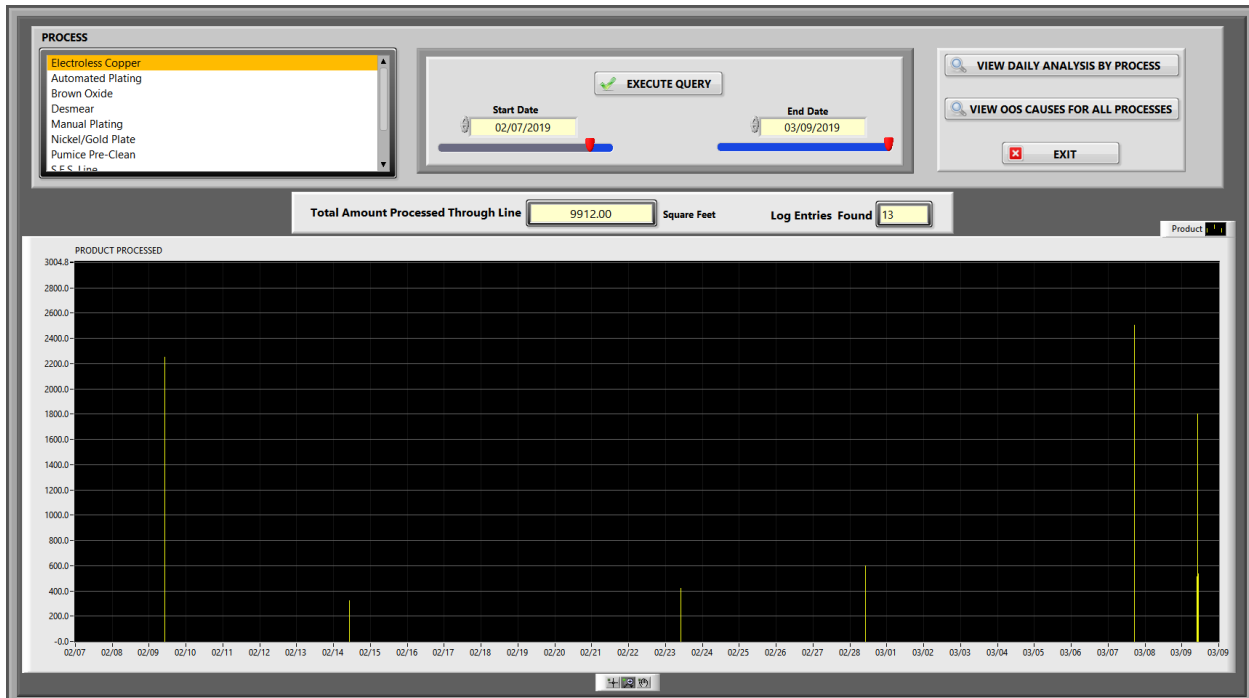 PROCESS
Electroless Copper
Automated Plating
Brown Oxide
Desmear
Manual Plating
Nickel/Gold Plate
Pumice Pre-Clean
S.E.S. Line
EXECUTE QUERY
Start Date
02/07/2019
End Date
03/09/2019
VIEW DAILY ANALYSIS BY PROCESS
VIEW OOS CAUSES FOR ALL PROCESSES
EXIT
Total Amount Processed Through Line 9912.00 Square Feet Log Entries Found 13
Product
PRODUCT PROCESSED
3004.8
2800.0
2600.0
2400.0
2200.0
2000.0
1800.0
1600.0
1400.0
1200.0
1000.0
800.0
600.0
400.0
200.0
-0.0
02/07 02/08 02/09 02/10 02/11 02/12 02/13 02/14 02/15 02/16 02/17 02/18 02/19 02/20 02/21 02/22 02/23 02/24 02/25 02/26 02/27 02/28 03/01 03/02 03/03 03/04 03/05 03/06 03/07 03/08 03/09 03/09